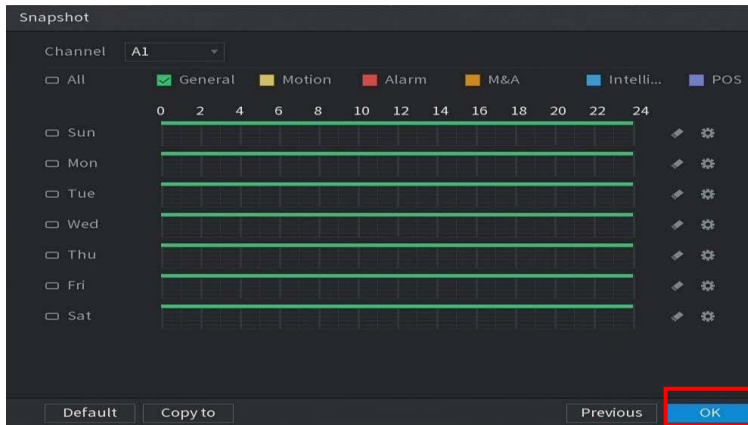 Snapshot
Channel A1
All General Motion Alarm M&A Intelli... POS
0 2 4 6 8 10 12 14 16 18 20 22 24
Sun
Mon
Tue
Wed
Thu
Fri
Sat
Default Copy to Previous OK